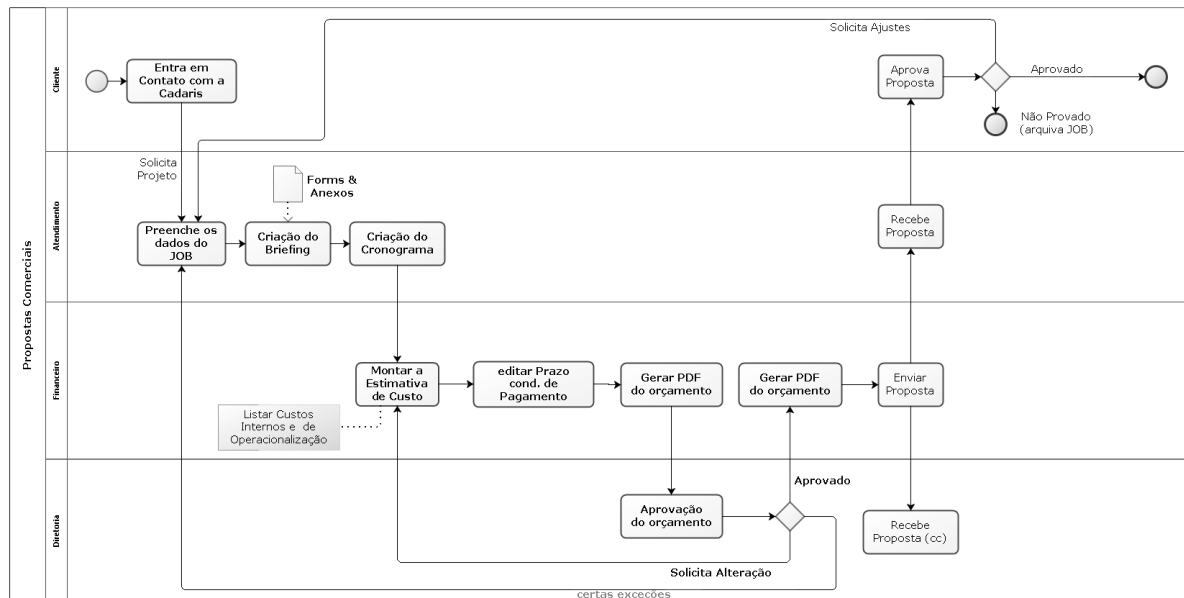 Propostas Comerciais
Cliente
Entra em
Contato com a
Cadaris
Solicita Ajustes
Aprova
Proposta
Aprovado
Não Provado
(arquiva JOB)
Atendimento
Solicita
Projeto
Forms &
Anexos
Preenche os
dados do
JOB
Criação do
Briefing
Criação do
Cronograma
Recebe
Proposta
Financeiro
Montar a
Estimativa
de Custo
editar Prazo
cond. de
Pagamento
Gerar PDF
do orçamento
Gerar PDF
do orçamento
Enviar
Proposta
Listar Custos
Internos e de
Operacionalização
Diretoria
Aprovação
do orçamento
Aprovado
Recebe
Proposta (cc)
Solicita Alteração
certas exceções